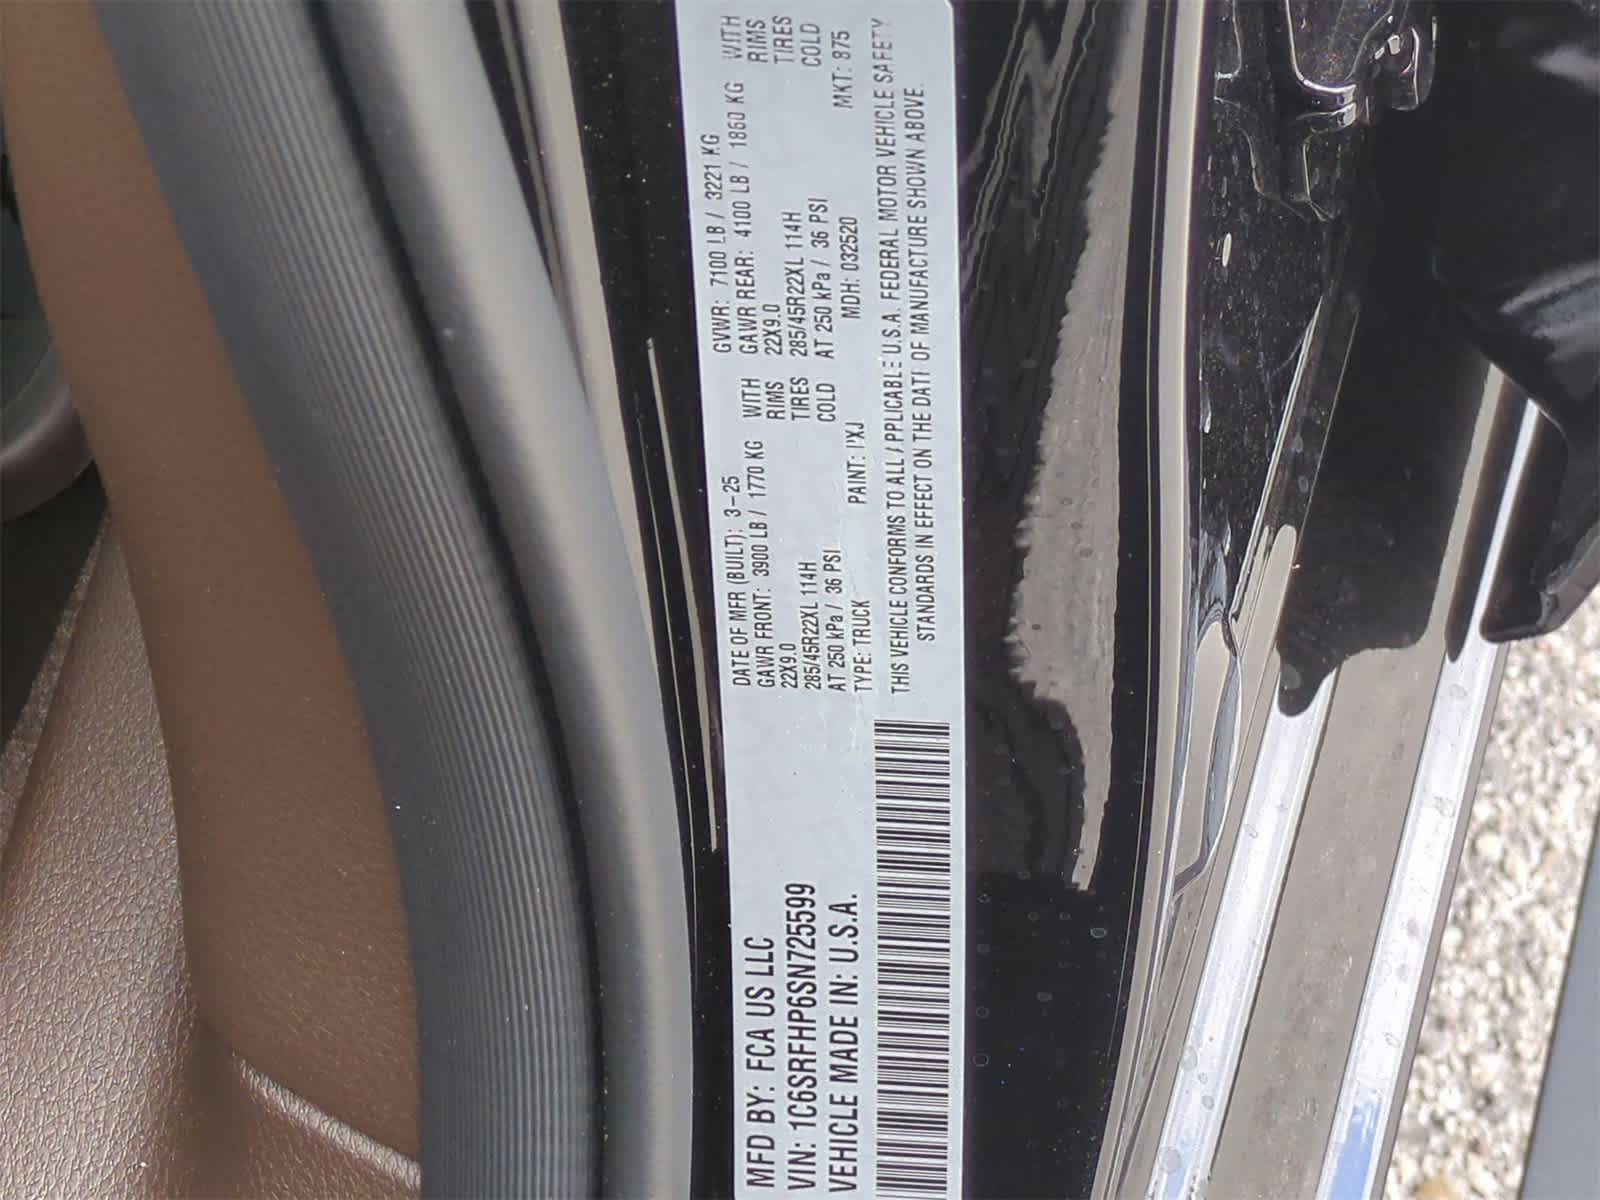 MFD BY: FCA US LLC
VIN: 1C6SRFHP6SN725599
VEHICLE MADE IN: U.S.A.
DATE OF MFR (BUILT): 3-25 GVWR: 7100 LB / 3221 KG
GAWR FRONT: 3900 LB / 1770 KG WITH GAWR REAR: 4100 LB / 1860 KG WITH
22X9.0 RIMS 22X9.0 RIMS
285/45R22XL 114H TIRES 285/45R22XL 114H TIRES
AT 250 kPa / 36 PSI COLD AT 250 kPa / 36 PSI COLD
TYPE: TRUCK PAINT: MDH: 032520 MKT: 875
THIS VEHICLE CONFORMS TO ALL APPLICABLE U.S.A. FEDERAL MOTOR VEHICLE SAFETY
STANDARDS IN EFFECT ON THE DATE OF MANUFACTURE SHOWN ABOVE.